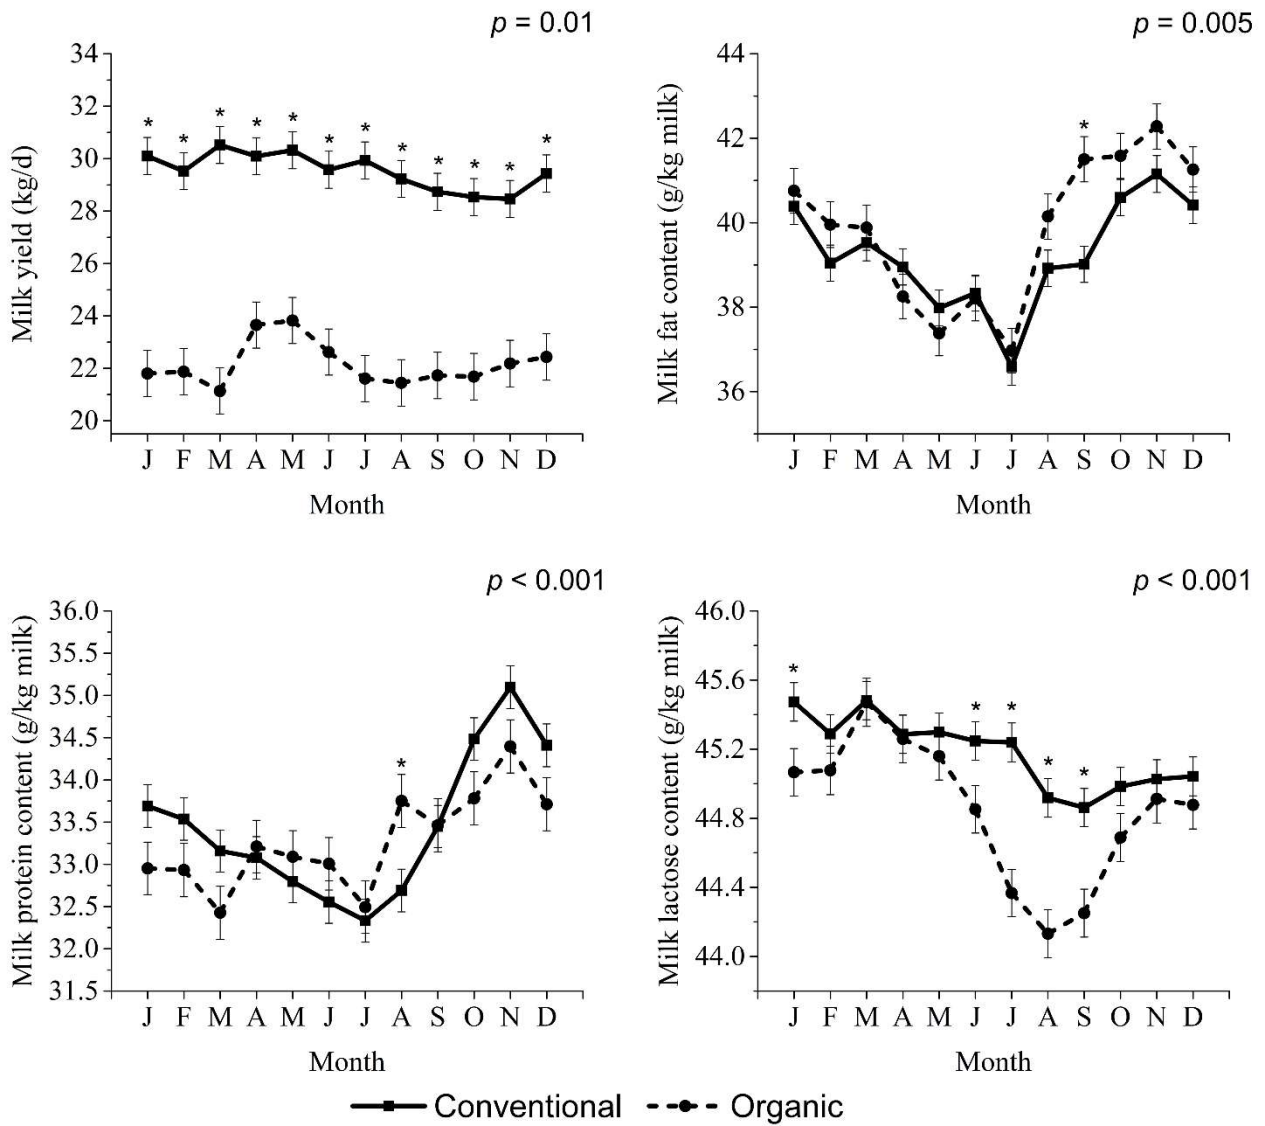 p = 0.01
Milk yield (kg/d)
34
32
30
28
26
24
22
20
* * * * * * * * * * * *
J F M A M J J A S O N D
Month
p = 0.005
Milk fat content (g/kg milk)
44
42
40
38
36
*
J F M A M J J A S O N D
Month
p < 0.001
Milk protein content (g/kg milk)
36.0
35.5
35.0
34.5
34.0
33.5
33.0
32.5
32.0
31.5
*
J F M A M J J A S O N D
Month
p < 0.001
Milk lactose content (g/kg milk)
46.0
45.6
45.2
44.8
44.4
44.0
* * * * *
J F M A M J J A S O N D
Month
Conventional Organic